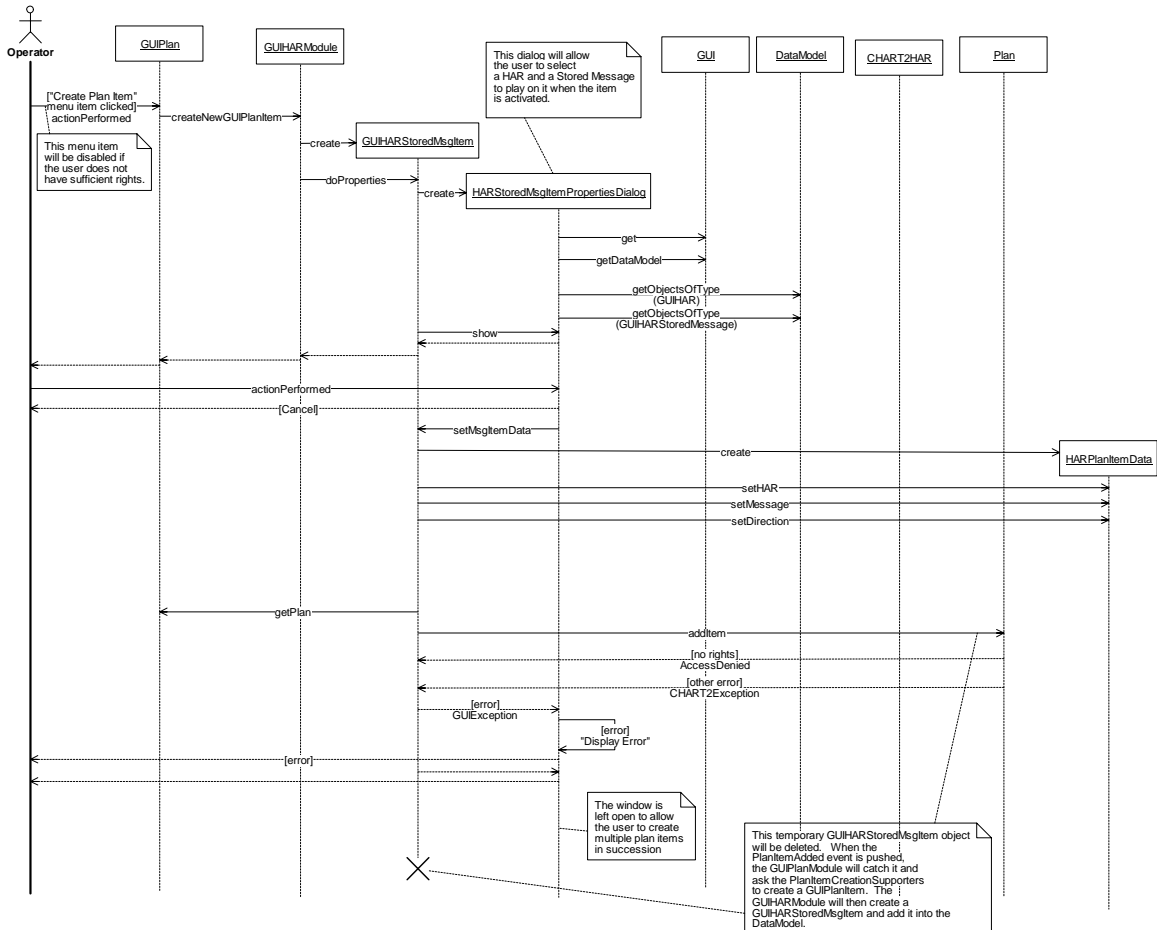 Operator
GUIPlan
GUIHARModule
This dialog will allow
the user to select
a HAR and a Stored Message
to play on it when the item
is activated.
GUI
DataModel
CHART2HAR
Plan
["Create Plan Item"
menu item clicked]
actionPerformed
createNewGUIPlanItem
This menu item
will be disabled if
the user does not
have sufficient rights.
create
GUIHARStoredMsgItem
doProperties
create
HARStoredMsgItemPropertiesDialog
get
getDataModel
getObjectsOfType
(GUIHAR)
getObjectsOfType
(GUIHARStoredMessage)
show
actionPerformed
[Cancel]
setMsgItemData
create
HARPlanItemData
setHAR
setMessage
setDirection
getPlan
addItem
[no rights]
AccessDenied
[other error]
CHART2Exception
[error]
GUIException
[error]
"Display Error"
[error]
The window is
left open to allow
the user to create
multiple plan items
in succession
This temporary GUIHARStoredMsgItem object
will be deleted. When the
PlanItemAdded event is pushed,
the GUIPlanModule will catch it and
ask the PlanItemCreationSupporters
to create a GUIPlanItem. The
GUIHARModule will then create a
GUIHARStoredMsgItem and add it into the
DataModel.